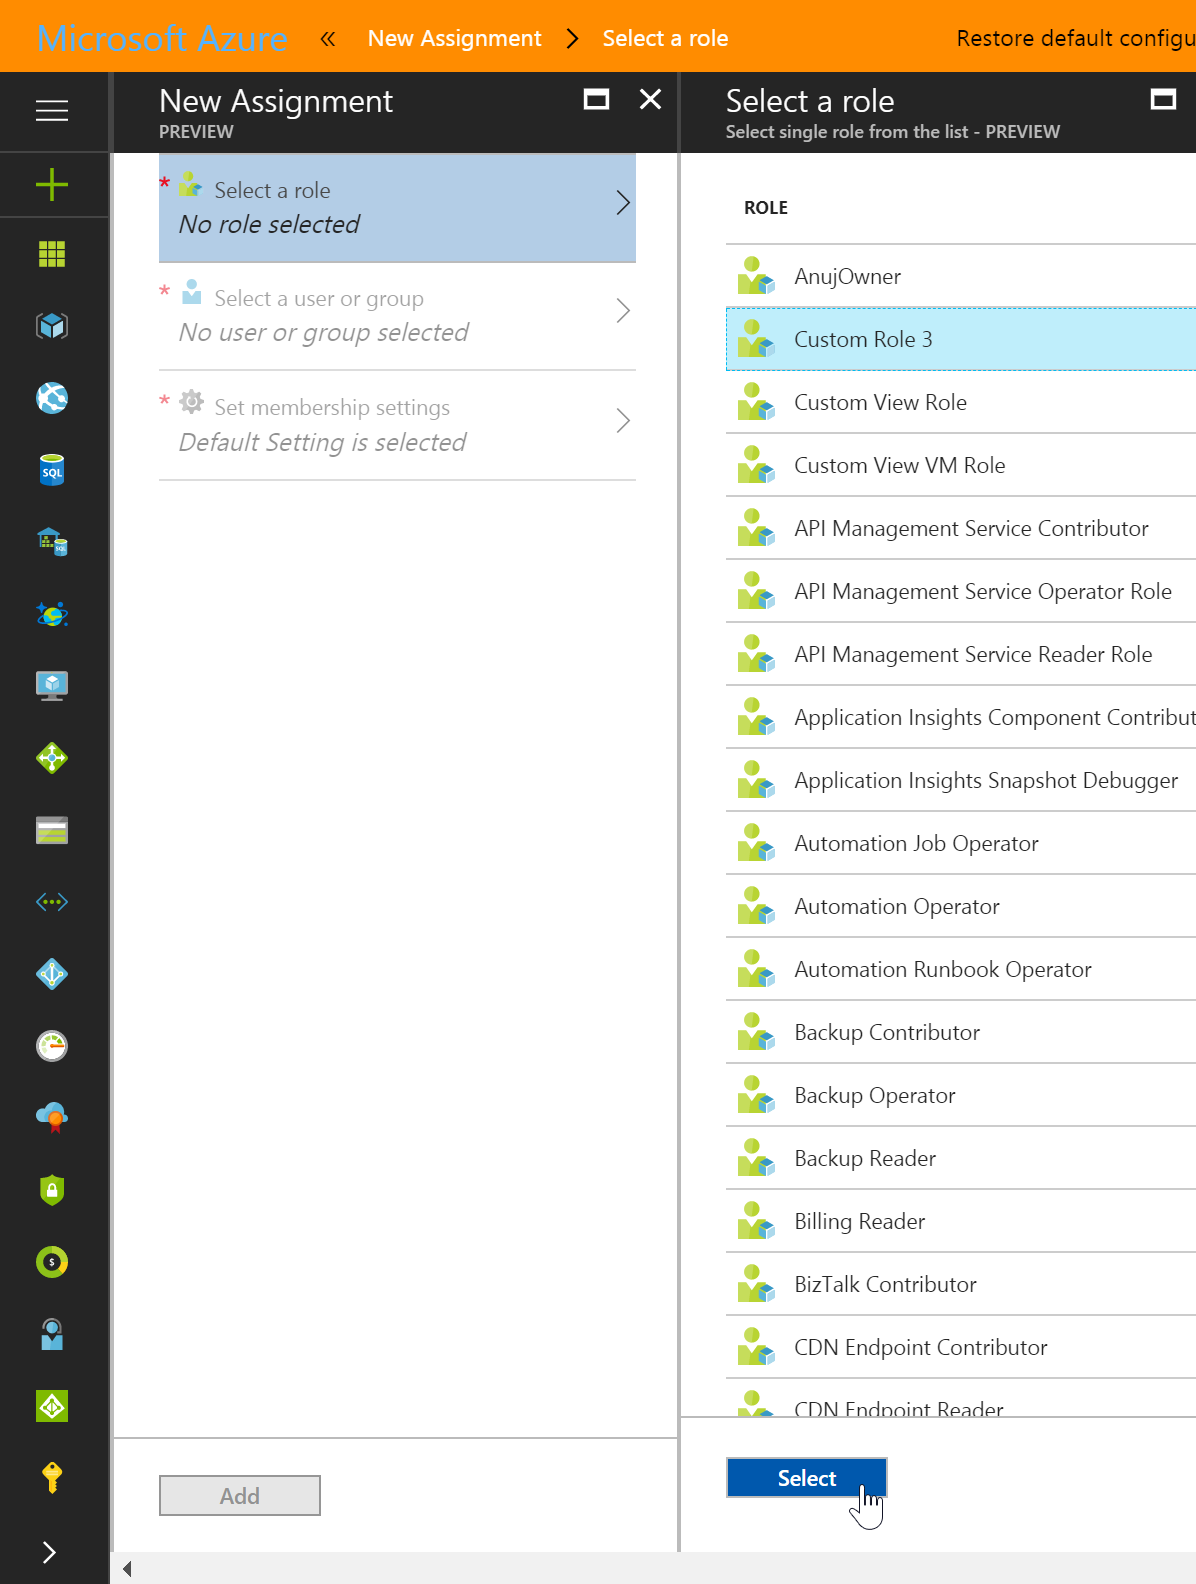 Microsoft Azure « New Assignment > Select a role Restore default configu
New Assignment
PREVIEW
* Select a role
No role selected
* Select a user or group
No user or group selected
* Set membership settings
Default Setting is selected
Add
Select a role
Select single role from the list - PREVIEW
ROLE
AnujOwner
Custom Role 3
Custom View Role
Custom View VM Role
API Management Service Contributor
API Management Service Operator Role
API Management Service Reader Role
Application Insights Component Contribut
Application Insights Snapshot Debugger
Automation Job Operator
Automation Operator
Automation Runbook Operator
Backup Contributor
Backup Operator
Backup Reader
Billing Reader
BizTalk Contributor
CDN Endpoint Contributor
CDN Endpoint Reader
Select
SQL
SQL
$